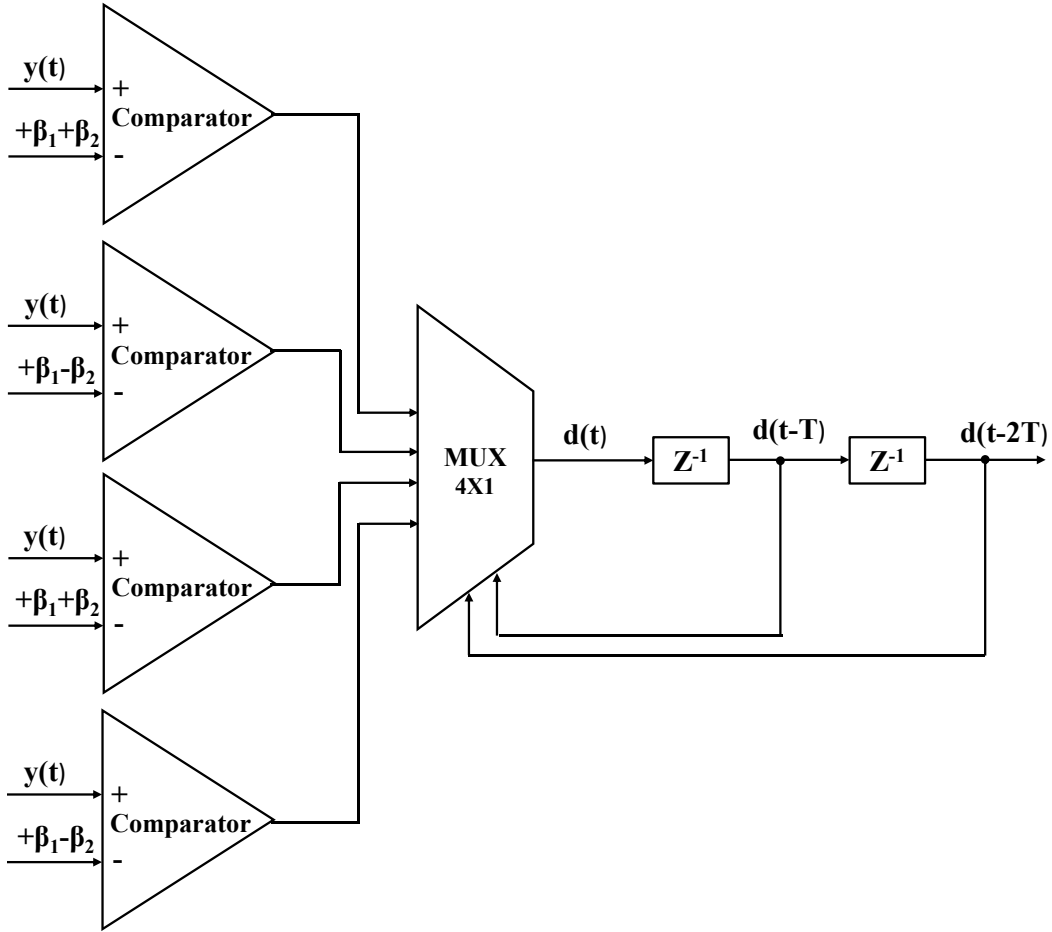 y(t)
+
Comparator
+β₁+β₂
-
y(t)
+
Comparator
+β₁-β₂
-
MUX
4X1
d(t)
Z⁻¹
d(t-T)
Z⁻¹
d(t-2T)
y(t)
+
Comparator
+β₁+β₂
-
y(t)
+
Comparator
+β₁-β₂
-